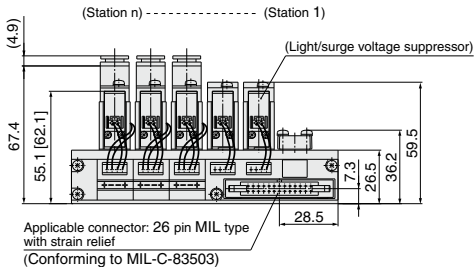 (Station n) (Station 1)
(4.9)
(Light/surge voltage suppressor)
67.4
55.1 [62.1]
7.3
26.5
36.2
59.5
28.5
Applicable connector: 26 pin MIL type
with strain relief
(Conforming to MIL-C-83503)